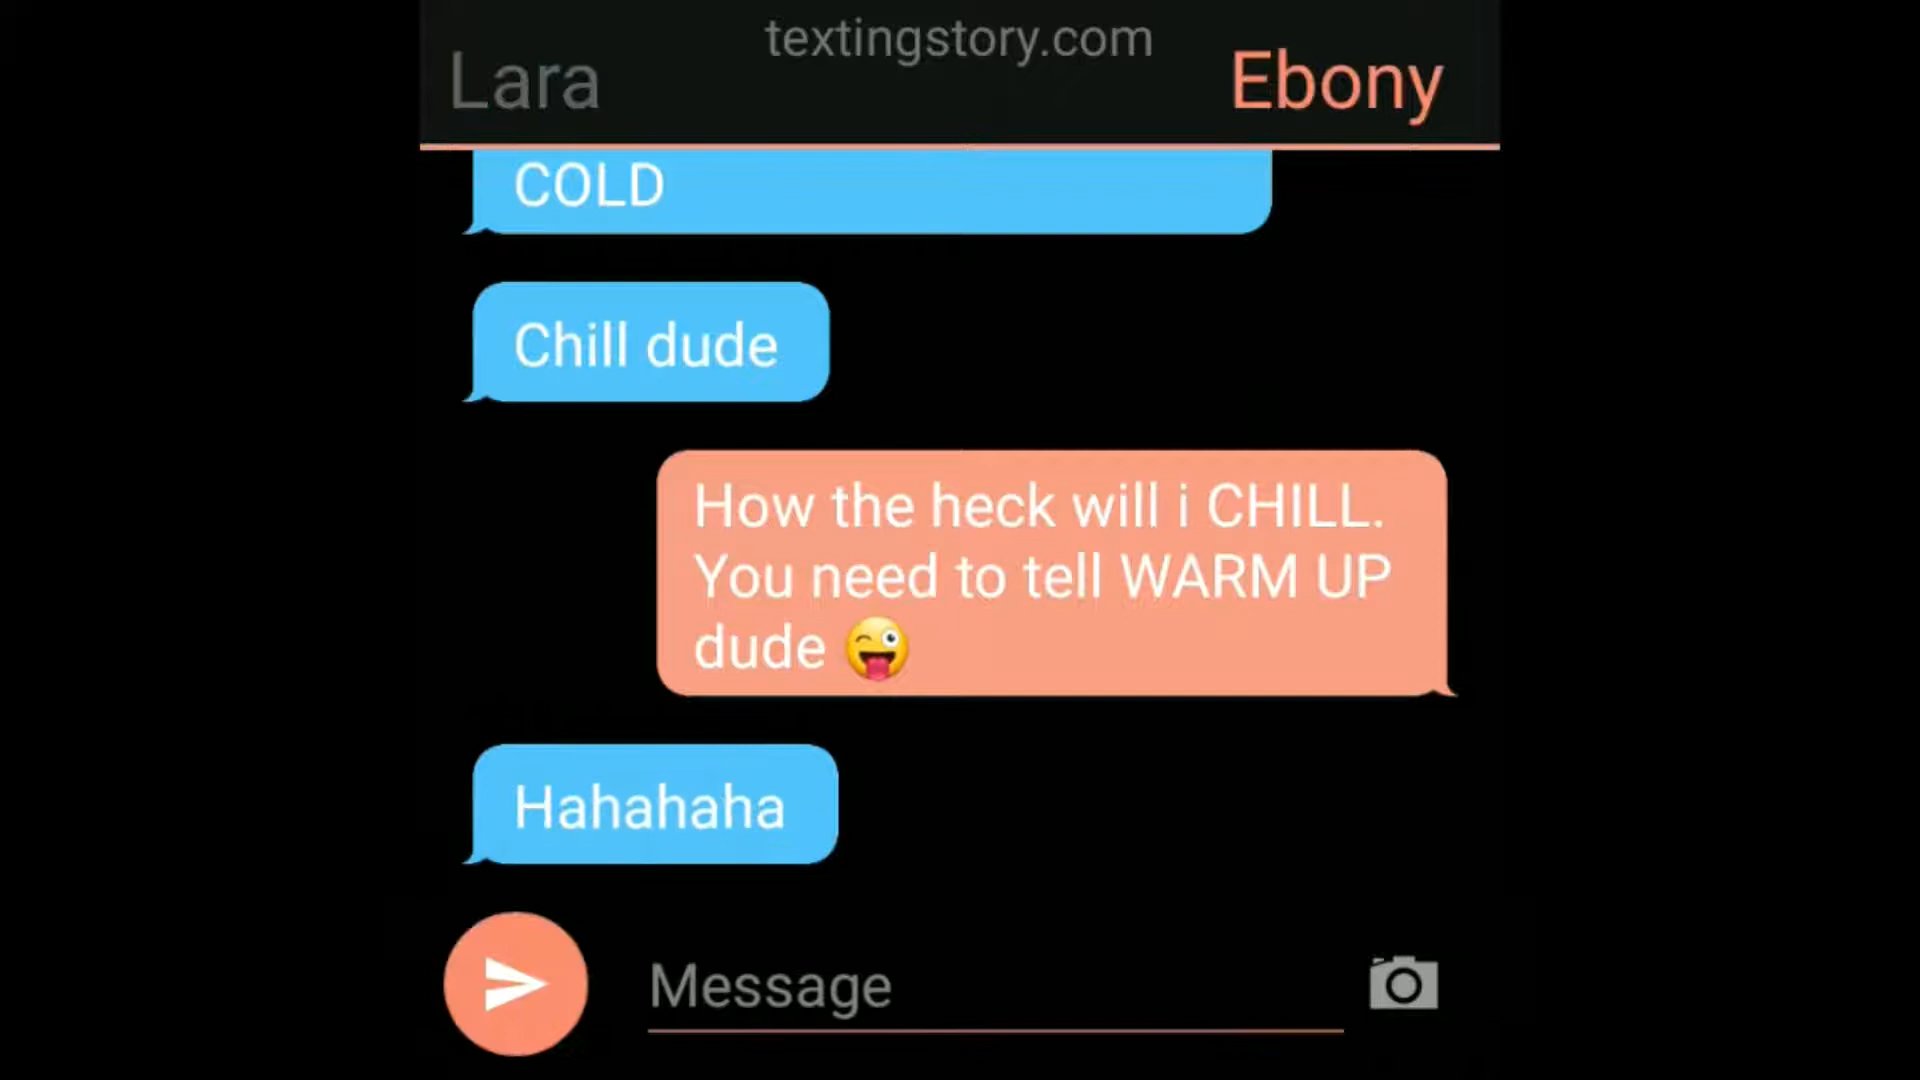 textingstory.com
Lara
Ebony
COLD
Chill dude
How the heck will i CHILL.
You need to tell WARM UP
dude 😜
Hahahaha
Message